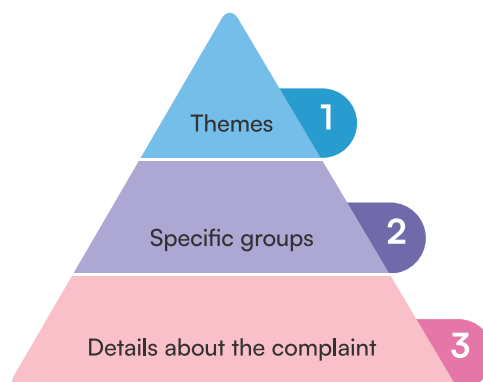 Themes
1
Specific groups
2
Details about the complaint
3